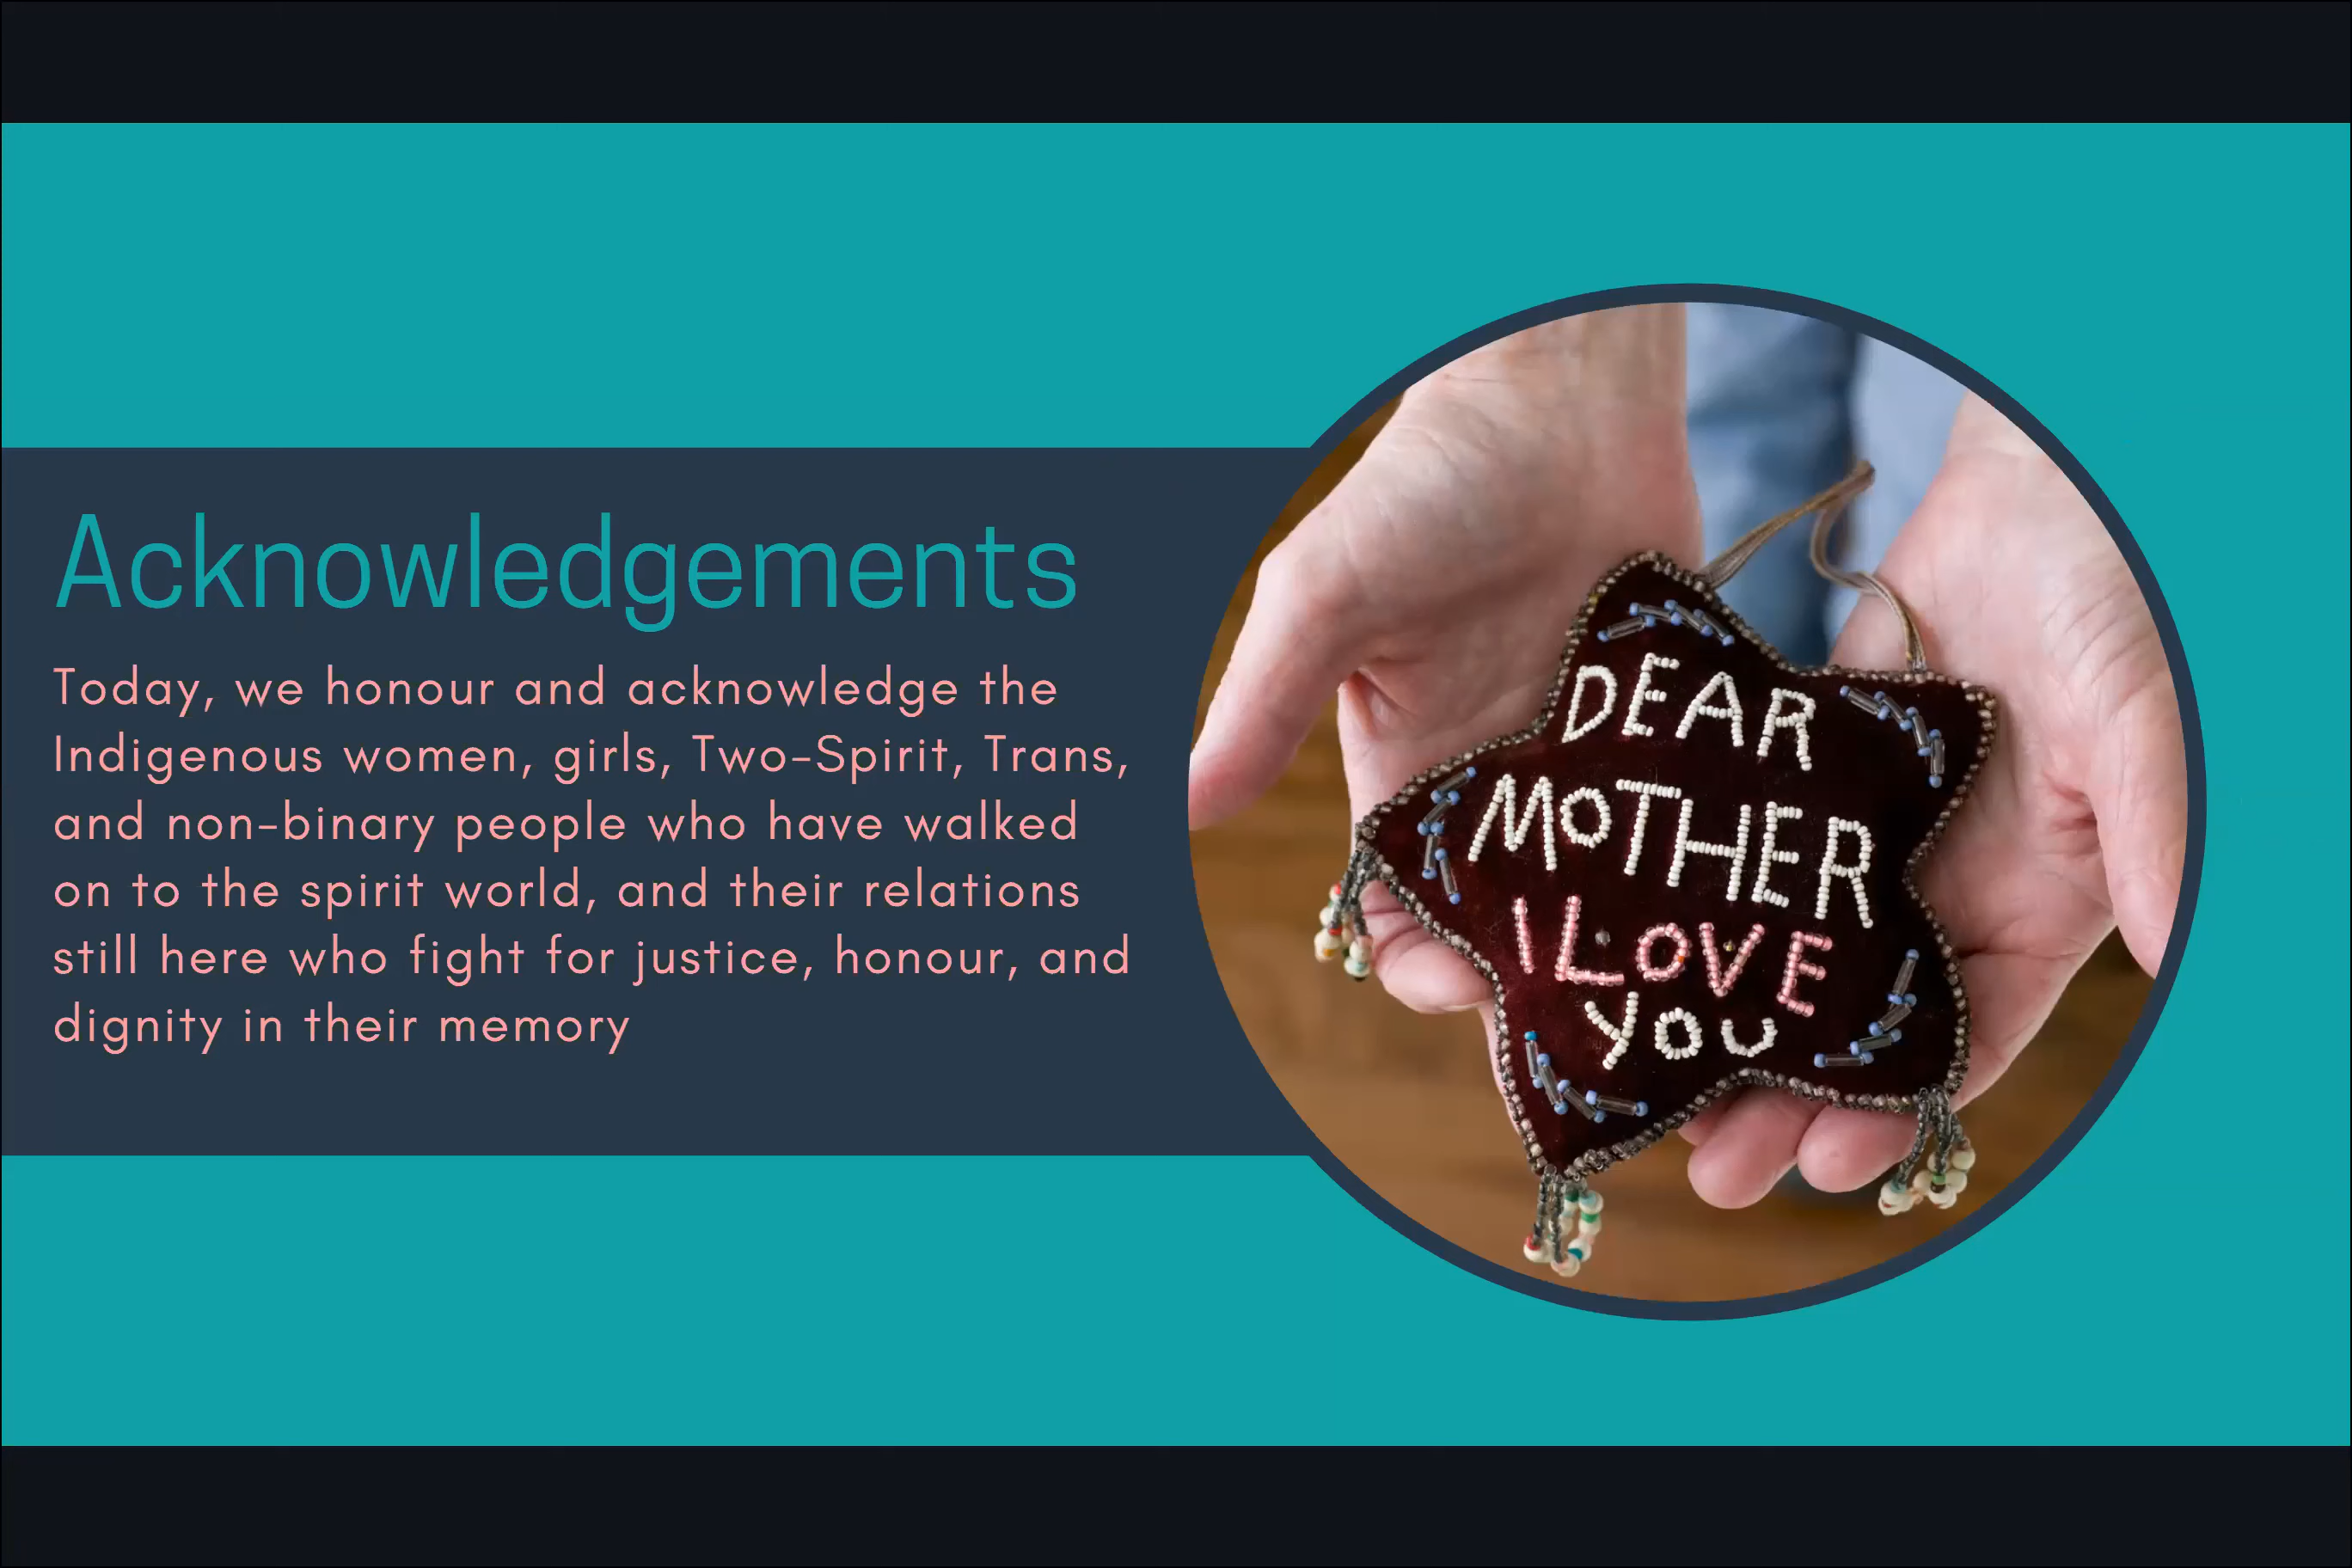 Acknowledgements
Today, we honour and acknowledge the
Indigenous women, girls, Two-Spirit, Trans,
and non-binary people who have walked
on to the spirit world, and their relations
still here who fight for justice, honour, and
dignity in their memory
DEAR
MOTHER
I LOVE
YOU